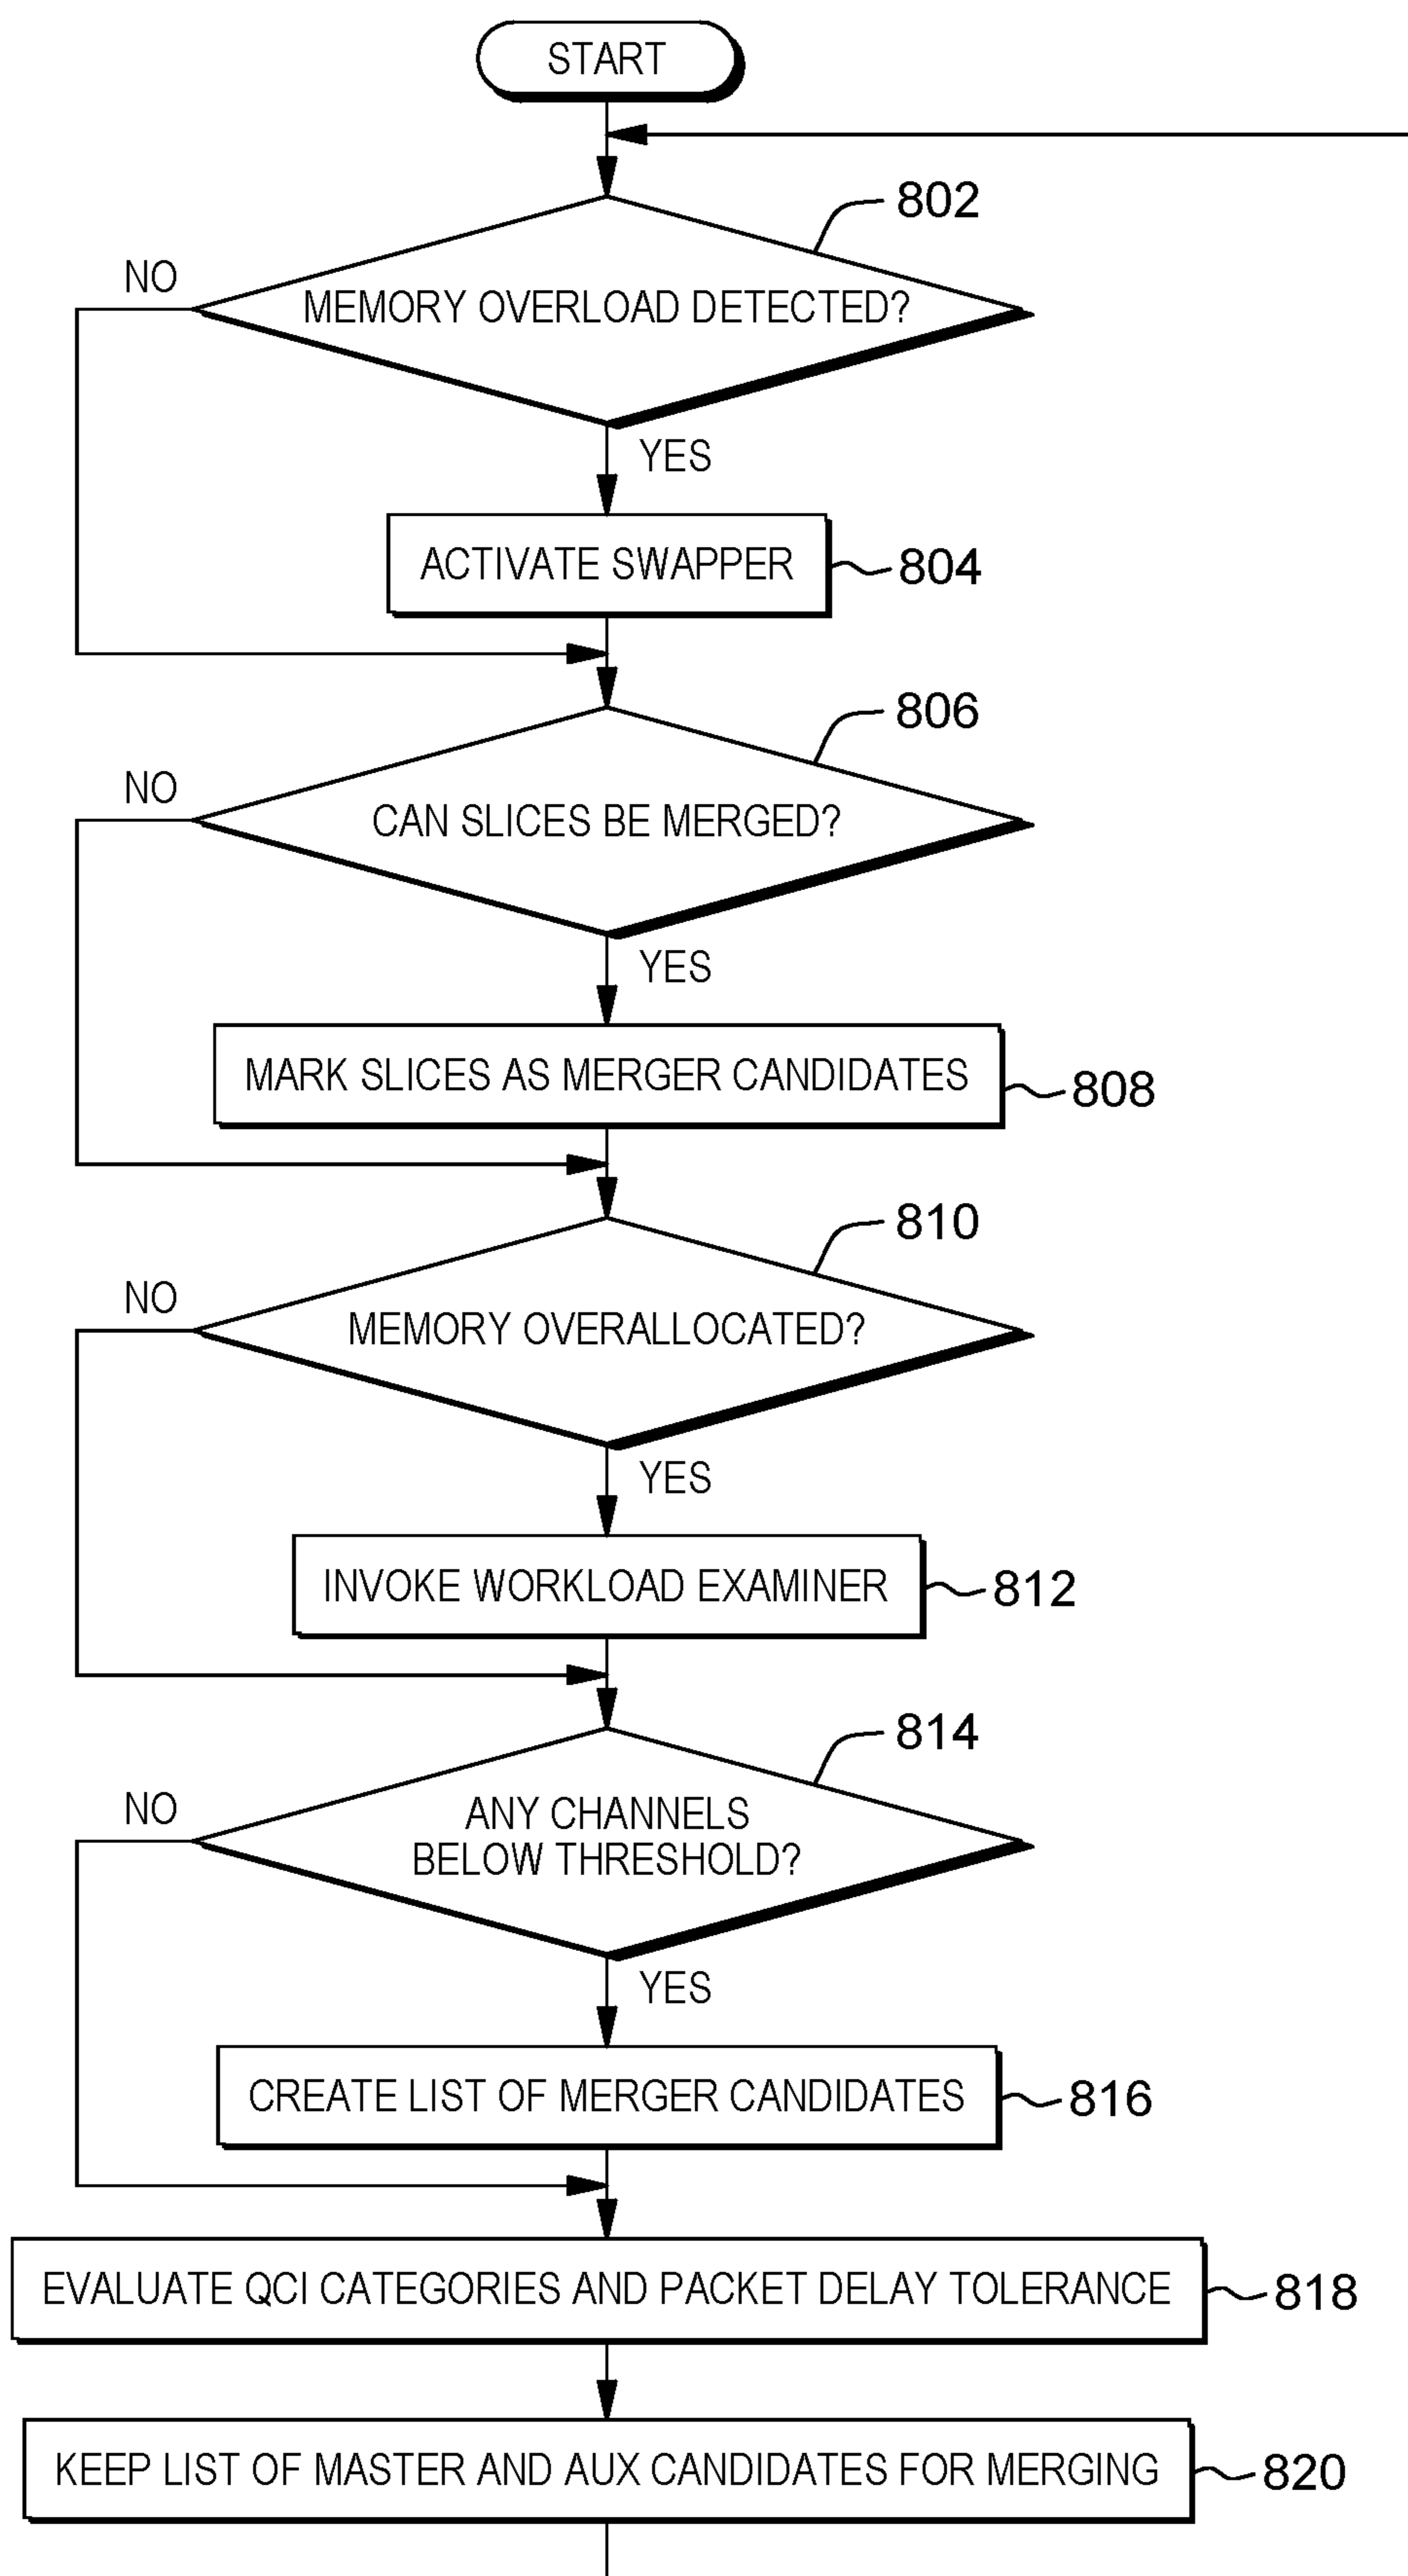 START
802
NO
MEMORY OVERLOAD DETECTED?
YES
ACTIVATE SWAPPER
804
806
NO
CAN SLICES BE MERGED?
YES
MARK SLICES AS MERGER CANDIDATES
808
810
NO
MEMORY OVERALLOCATED?
YES
INVOKE WORKLOAD EXAMINER
812
814
NO
ANY CHANNELS
BELOW THRESHOLD?
YES
CREATE LIST OF MERGER CANDIDATES
816
EVALUATE QCI CATEGORIES AND PACKET DELAY TOLERANCE
818
KEEP LIST OF MASTER AND AUX CANDIDATES FOR MERGING
820